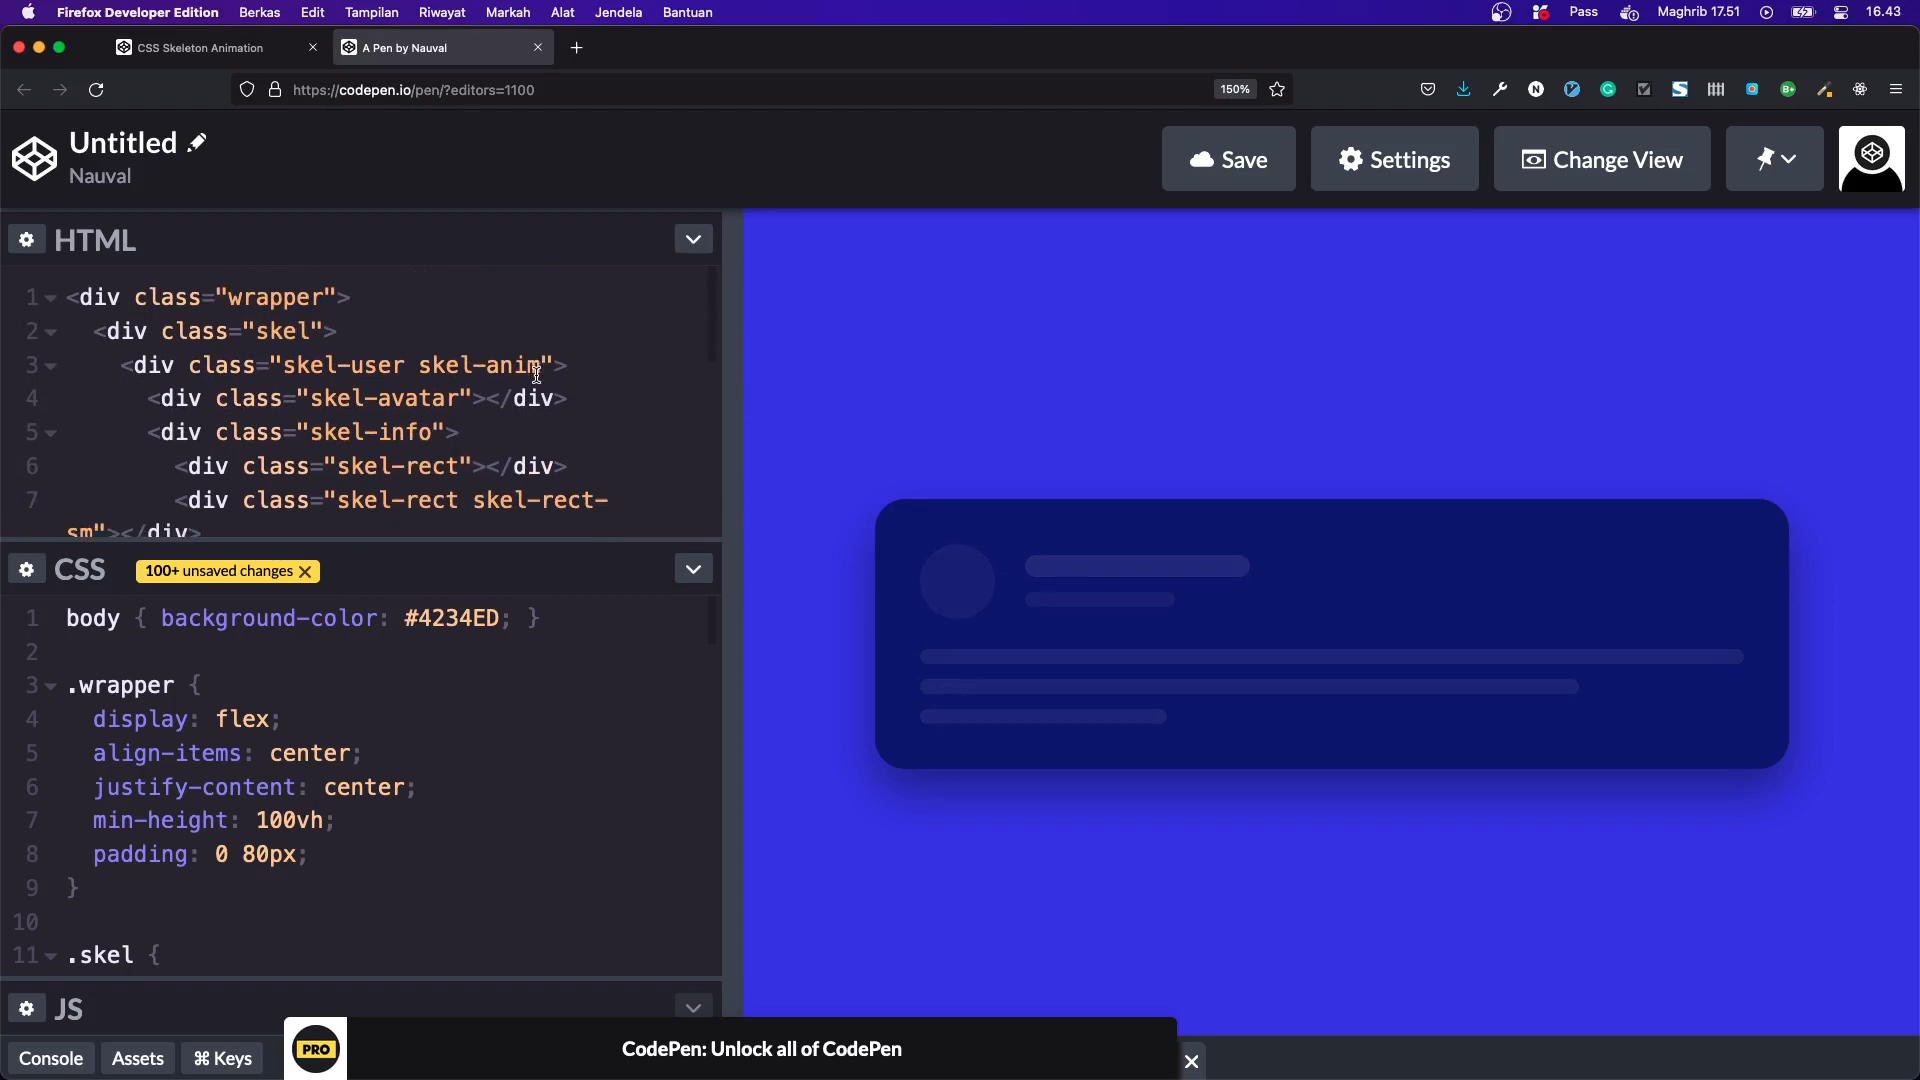 Firefox Developer Edition Berkas Edit Tampilan Riwayat Markah Alat Jendela Bantuan Pass Maghrib 17.51 16.43
CSS Skeleton Animation A Pen by Nauval
https://codepen.io/pen/?editors=1100 150%
Untitled
Nauval
Save Settings Change View
HTML
1 <div class="wrapper">
2 <div class="skel">
3 <div class="skel-user skel-anim">
4 <div class="skel-avatar"></div>
5 <div class="skel-info">
6 <div class="skel-rect"></div>
7 <div class="skel-rect skel-rect-
sm"></div>
CSS 100+ unsaved changes
1 body { background-color: #4234ED; }
2
3 .wrapper {
4 display: flex;
5 align-items: center;
6 justify-content: center;
7 min-height: 100vh;
8 padding: 0 80px;
9 }
10
11 .skel {
JS
Console Assets ⌘ Keys
PRO CodePen: Unlock all of CodePen